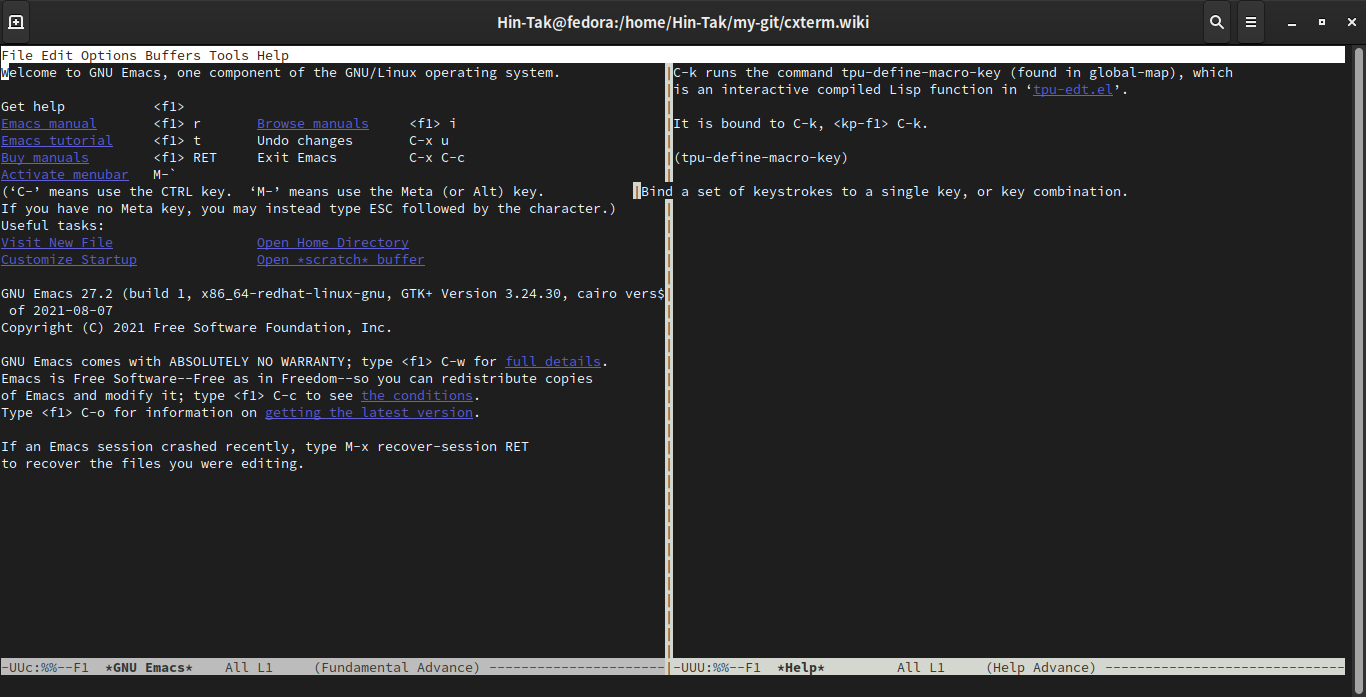 Hin-Tak@fedora:/home/Hin-Tak/my-git/cxterm.wiki
File Edit Options Buffers Tools Help
Welcome to GNU Emacs, one component of the GNU/Linux operating system.
Get help <f1>
Emacs manual <f1> r Browse manuals <f1> i
Emacs tutorial <f1> t Undo changes C-x u
Buy manuals <f1> RET Exit Emacs C-x C-c
Activate menubar M-`
(‘C-’ means use the CTRL key. ‘M-’ means use the Meta (or Alt) key.
If you have no Meta key, you may instead type ESC followed by the character.)
Useful tasks:
Visit New File Open Home Directory
Customize Startup Open *scratch* buffer
GNU Emacs 27.2 (build 1, x86_64-redhat-linux-gnu, GTK+ Version 3.24.30, cairo vers$
of 2021-08-07
Copyright (C) 2021 Free Software Foundation, Inc.
GNU Emacs comes with ABSOLUTELY NO WARRANTY; type <f1> C-w for full details.
Emacs is Free Software--Free as in Freedom--so you can redistribute copies
of Emacs and modify it; type <f1> C-c to see the conditions.
Type <f1> C-o for information on getting the latest version.
If an Emacs session crashed recently, type M-x recover-session RET
to recover the files you were editing.
-UUc:%%--F1 *GNU Emacs* All L1 (Fundamental Advance) ----------------------
C-k runs the command tpu-define-macro-key (found in global-map), which
is an interactive compiled Lisp function in ‘tpu-edt.el’.
It is bound to C-k, <kp-f1> C-k.
(tpu-define-macro-key)
Bind a set of keystrokes to a single key, or key combination.
-UUU:%%--F1 *Help* All L1 (Help Advance) ------------------------------